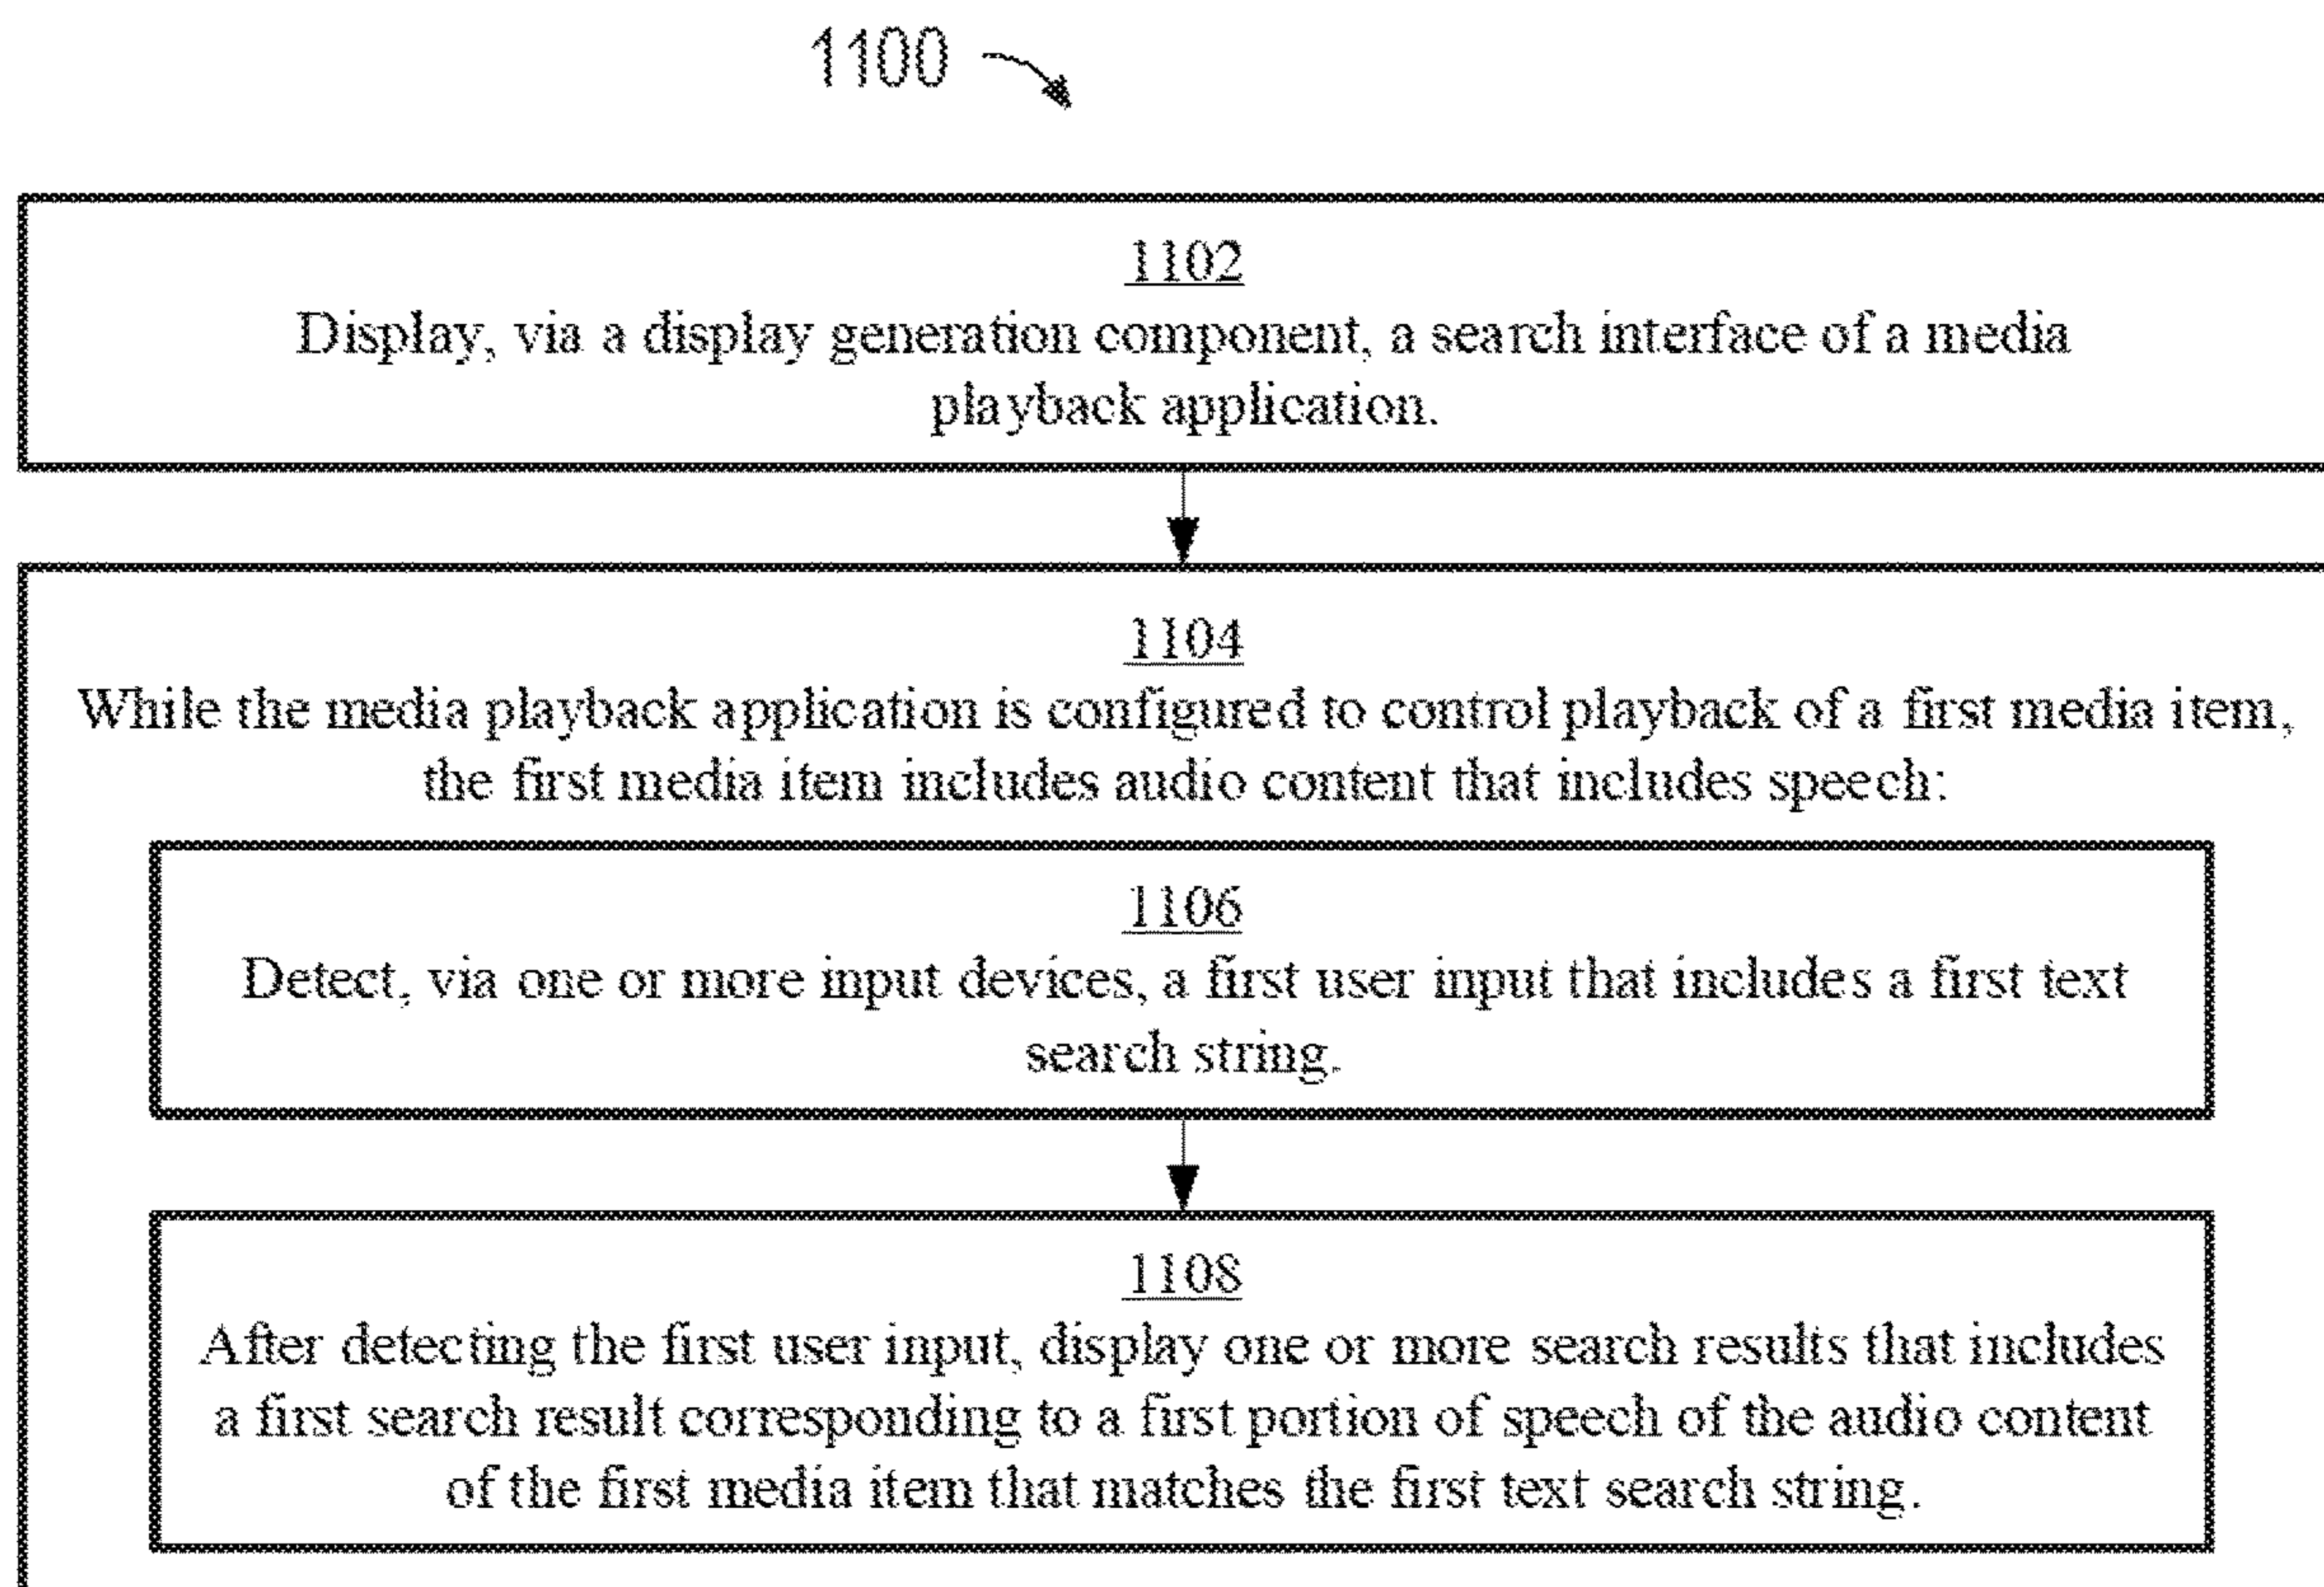 1100
1102
Display, via a display generation component, a search interface of a media
playback application.
1104
While the media playback application is configured to control playback of a first media item,
the first media item includes audio content that includes speech:
1106
Detect, via one or more input devices, a first user input that includes a first text
search string.
1108
After detecting the first user input, display one or more search results that includes
a first search result corresponding to a first portion of speech of the audio content
of the first media item that matches the first text search string.